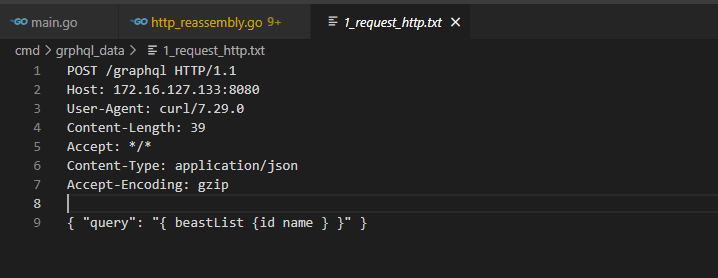 main.go http_reassembly.go 9+ 1_request_http.txt
cmd > grphql_data > 1_request_http.txt
1 POST /graphql HTTP/1.1
2 Host: 172.16.127.133:8080
3 User-Agent: curl/7.29.0
4 Content-Length: 39
5 Accept: */*
6 Content-Type: application/json
7 Accept-Encoding: gzip
8
9 { "query": "{ beastList {id name } }" }